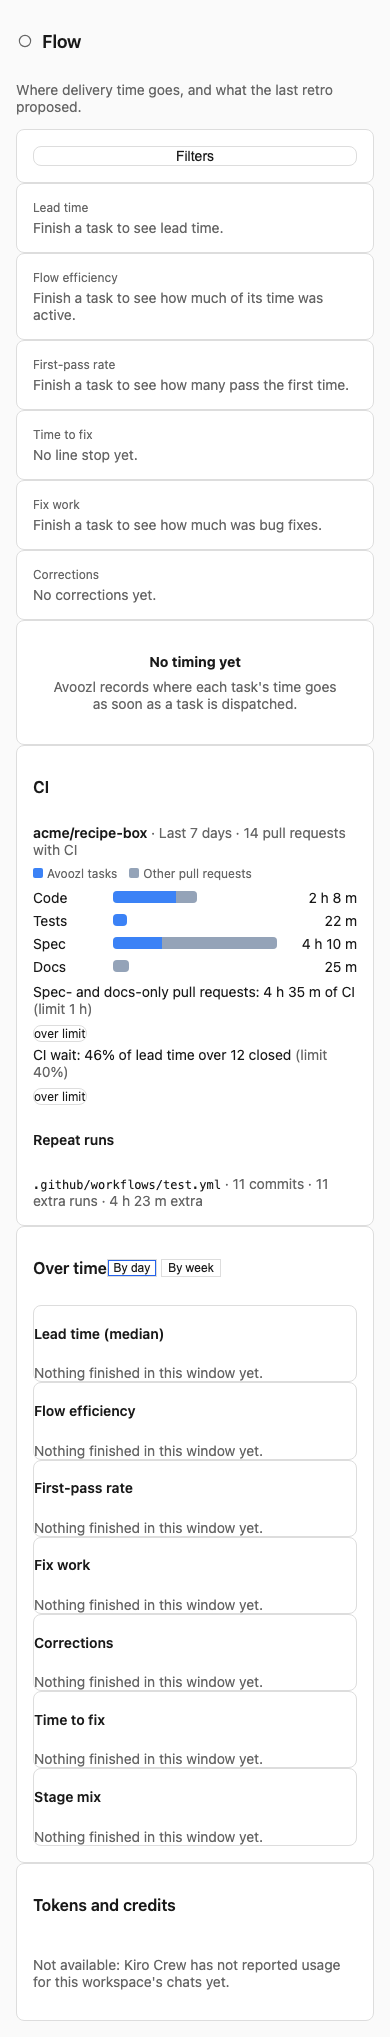 Flow
Where delivery time goes, and what the last retro
proposed.
Filters
Lead time
Finish a task to see lead time.
Flow efficiency
Finish a task to see how much of its time was
active.
First-pass rate
Finish a task to see how many pass the first time.
Time to fix
No line stop yet.
Fix work
Finish a task to see how much was bug fixes.
Corrections
No corrections yet.
No timing yet
Avoozl records where each task's time goes
as soon as a task is dispatched.
CI
acme/recipe-box · Last 7 days · 14 pull requests
with CI
Avoozl tasks Other pull requests
Code 2 h 8 m
Tests 22 m
Spec 4 h 10 m
Docs 25 m
Spec- and docs-only pull requests: 4 h 35 m of CI
(limit 1 h)
over limit
CI wait: 46% of lead time over 12 closed (limit
40%)
over limit
Repeat runs
.github/workflows/test.yml · 11 commits · 11
extra runs · 4 h 23 m extra
Over time By day By week
Lead time (median)
Nothing finished in this window yet.
Flow efficiency
Nothing finished in this window yet.
First-pass rate
Nothing finished in this window yet.
Fix work
Nothing finished in this window yet.
Corrections
Nothing finished in this window yet.
Time to fix
Nothing finished in this window yet.
Stage mix
Nothing finished in this window yet.
Tokens and credits
Not available: Kiro Crew has not reported usage
for this workspace's chats yet.